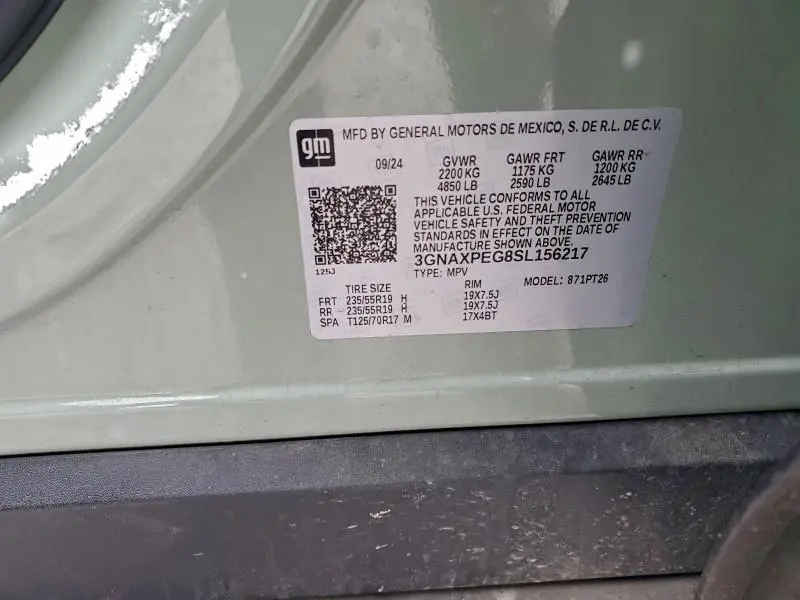 gm
MFD BY GENERAL MOTORS DE MEXICO, S. DE R.L. DE C.V.
09/24 GVWR GAWR FRT GAWR RR
2200 KG 1175 KG 1200 KG
4850 LB 2590 LB 2645 LB
THIS VEHICLE CONFORMS TO ALL
APPLICABLE U.S. FEDERAL MOTOR
VEHICLE SAFETY AND THEFT PREVENTION
STANDARDS IN EFFECT ON THE DATE OF
MANUFACTURE SHOWN ABOVE.
3GNAXPEG8SL156217
125J
TYPE: MPV MODEL: 871PT26
TIRE SIZE RIM
FRT 235/55R19 H 19X7.5J
RR 235/55R19 H 19X7.5J
SPA T125/70R17 M 17X4BT